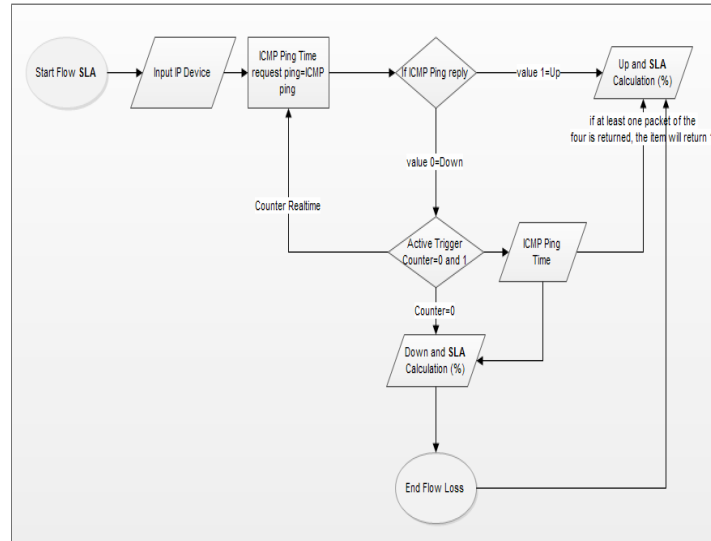 Start Flow SLA
Input IP Device
ICMP Ping Time
request ping=ICMP
ping
If ICMP Ping reply
value 1=Up
Up and SLA
Calculation (%)
if at least one packet of the
four is returned, the item will return 1
value 0=Down
Counter Realtime
Active Trigger
Counter=0 and 1
ICMP Ping
Time
Counter=0
Down and SLA
Calculation (%)
End Flow Loss